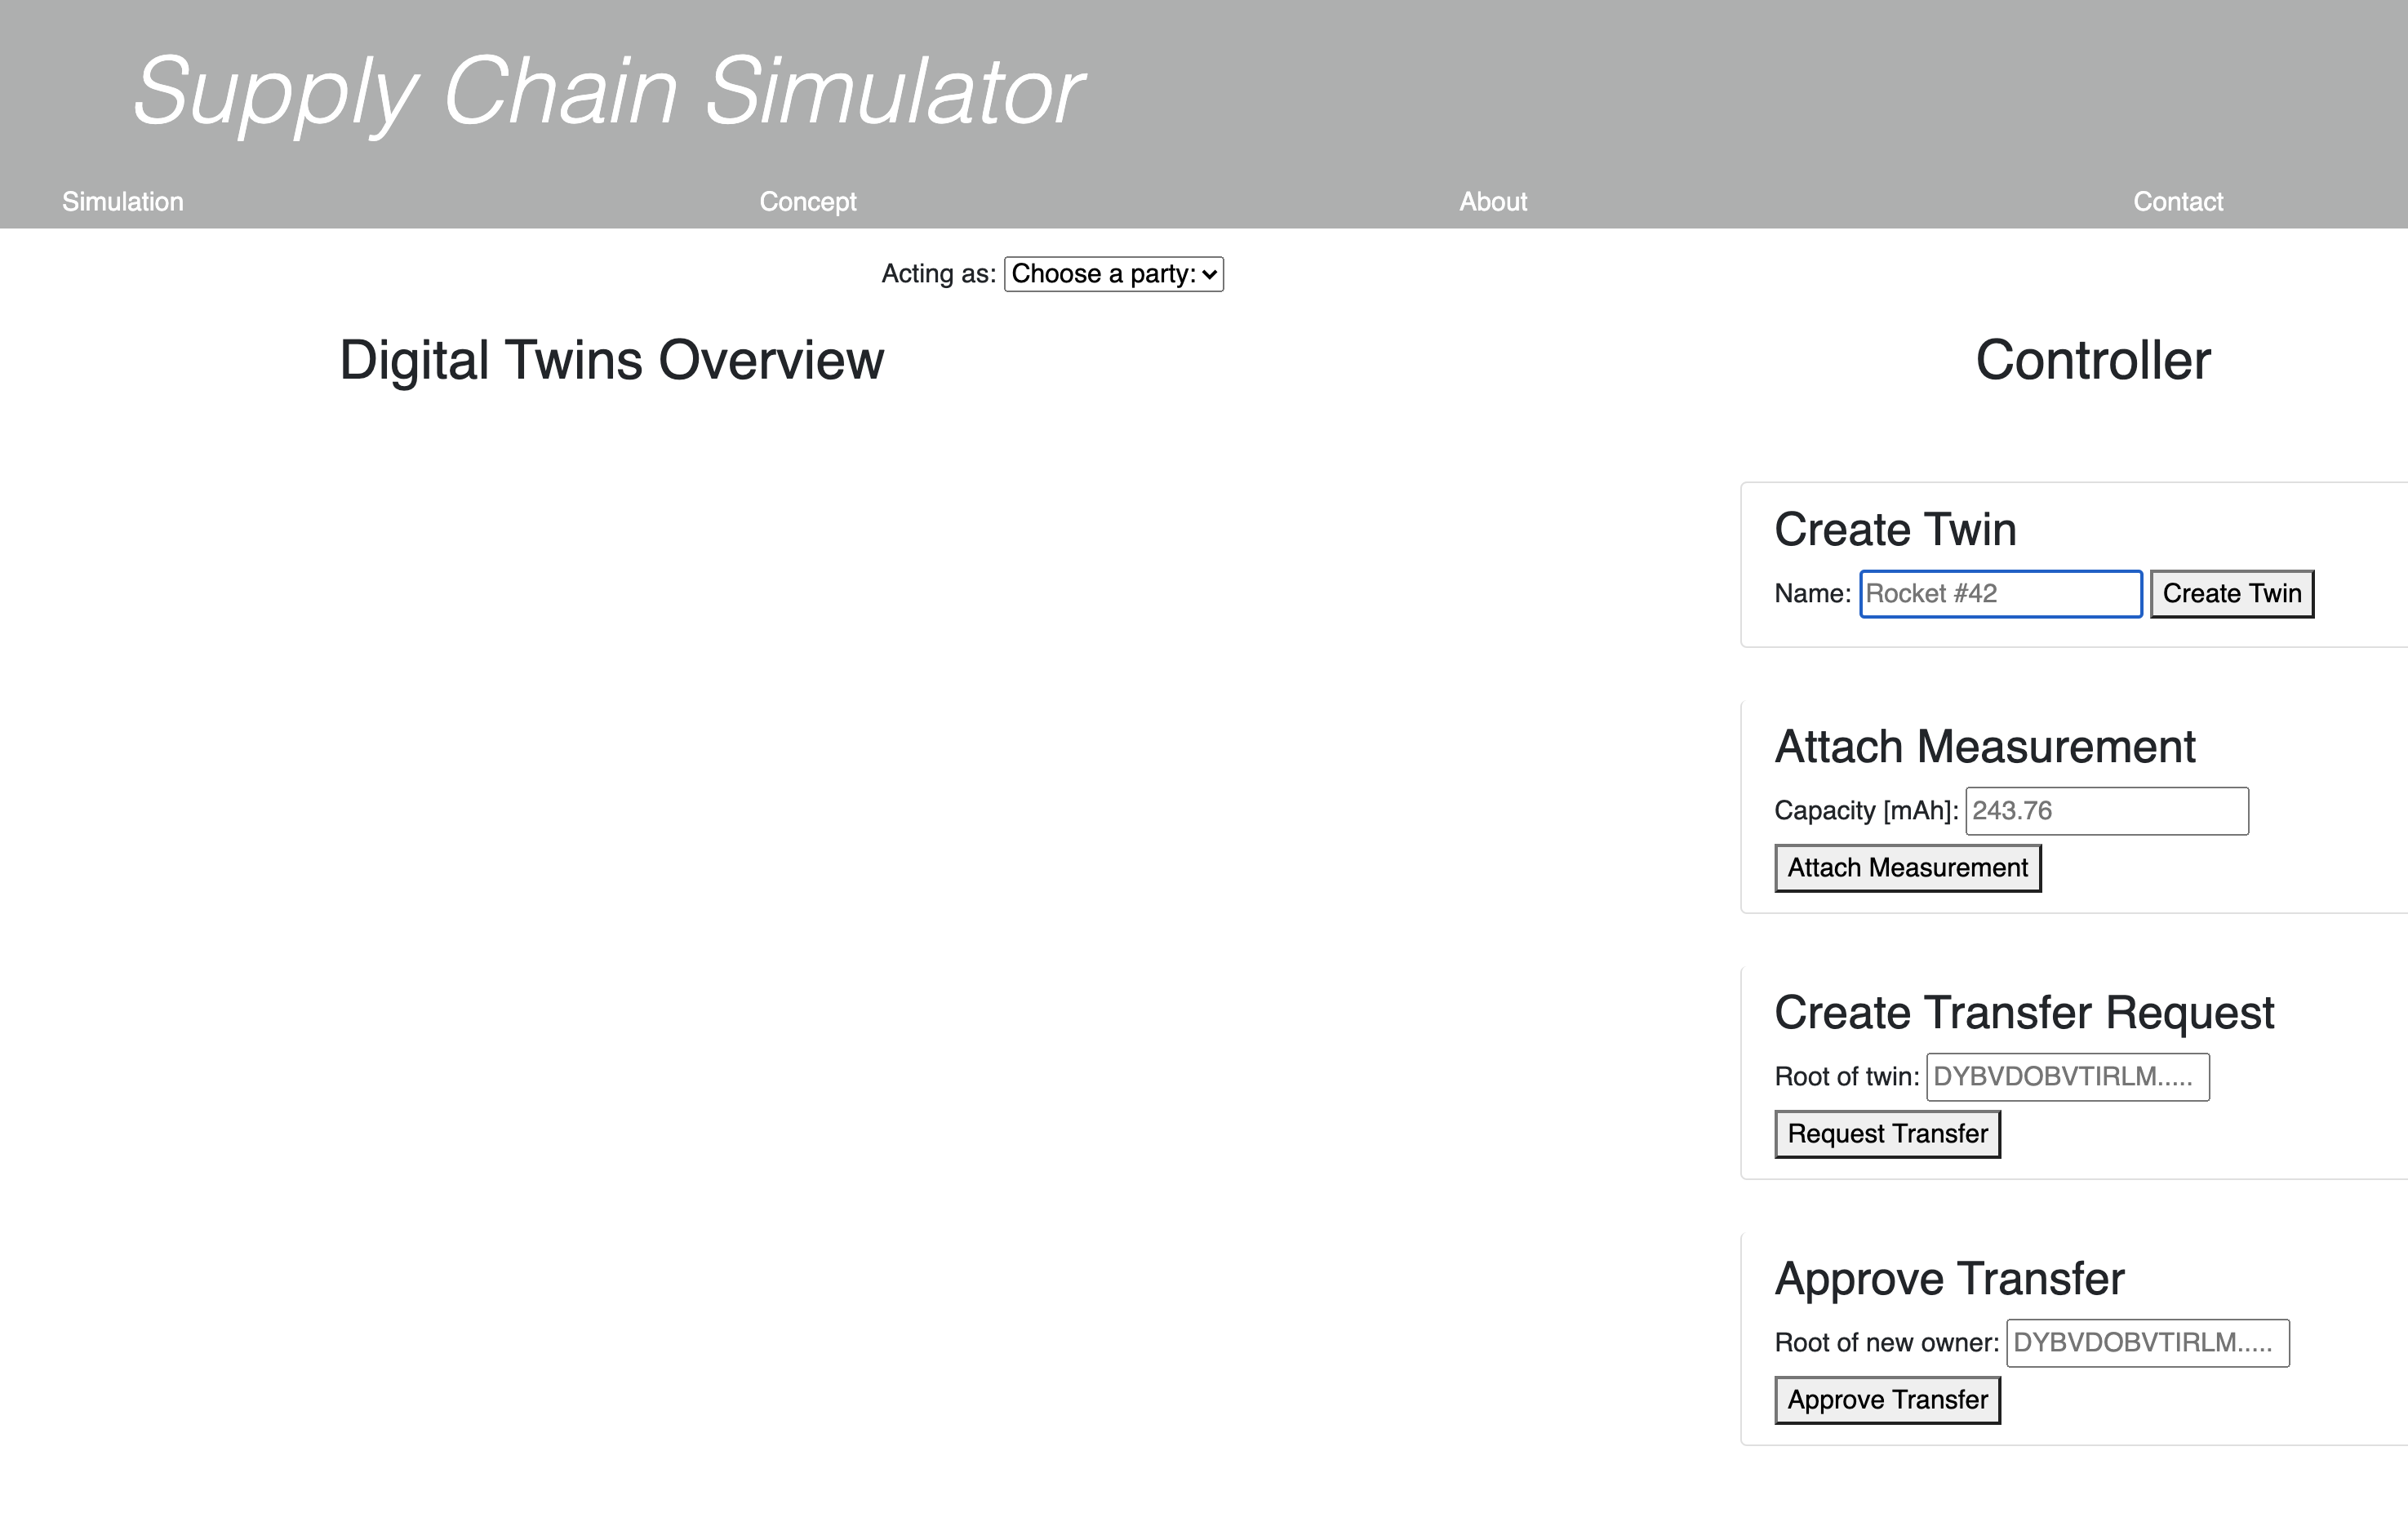 Supply Chain Simulator
Simulation Concept About Contact
Acting as: Choose a party:
Digital Twins Overview
Controller
Create Twin
Name: Rocket #42 Create Twin
Attach Measurement
Capacity [mAh]: 243.76
Attach Measurement
Create Transfer Request
Root of twin: DYBVDOBVTIRLM.....
Request Transfer
Approve Transfer
Root of new owner: DYBVDOBVTIRLM.....
Approve Transfer